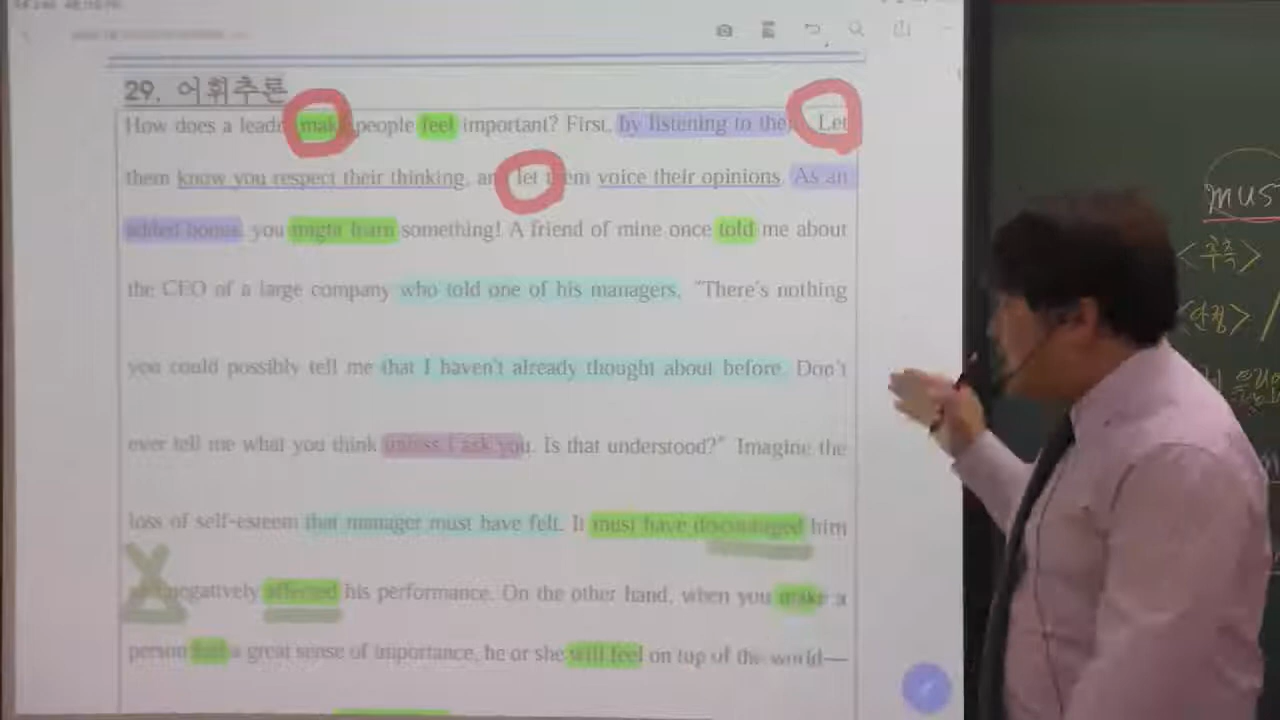 29. 어휘추론
How does a leader make people feel important? First, by listening to them. Let
them know you respect their thinking, and let them voice their opinions. As an
added bonus, you might learn something! A friend of mine once told me about
the CEO of a large company who told one of his managers, "There's nothing
you could possibly tell me that I haven't already thought about before. Don't
ever tell me what you think unless I ask you. Is that understood?" Imagine the
loss of self-esteem that manager must have felt. It must have discouraged him
negatively affected his performance. On the other hand, when you make a
person feel a great sense of importance, he or she will feel on top of the world—
mus
<추측>